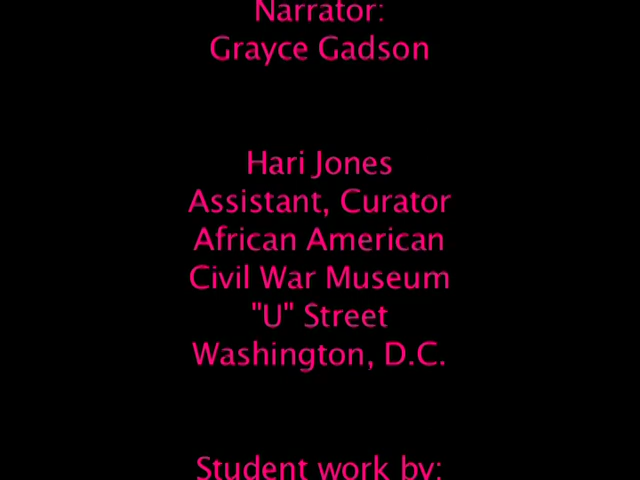 Narrator:
Grayce Gadson
Hari Jones
Assistant, Curator
African American
Civil War Museum
"U" Street
Washington, D.C.
Student work by: